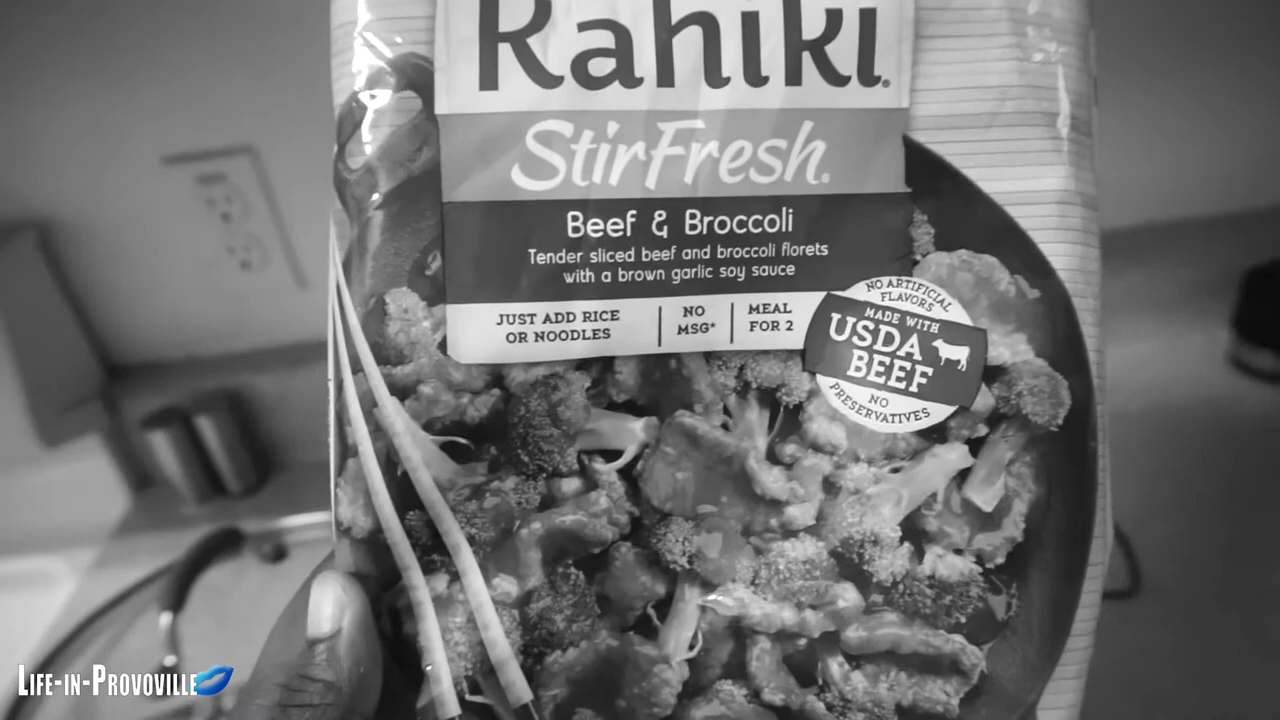 Rahiki.
StirFresh.
Beef & Broccoli
Tender sliced beef and broccoli florets
with a brown garlic soy sauce
JUST ADD RICE
OR NOODLES
NO
MSG*
MEAL
FOR 2
NO ARTIFICIAL
FLAVORS
MADE WITH
USDA
BEEF
NO
PRESERVATIVES
LIFE-IN-PROVOVILLE